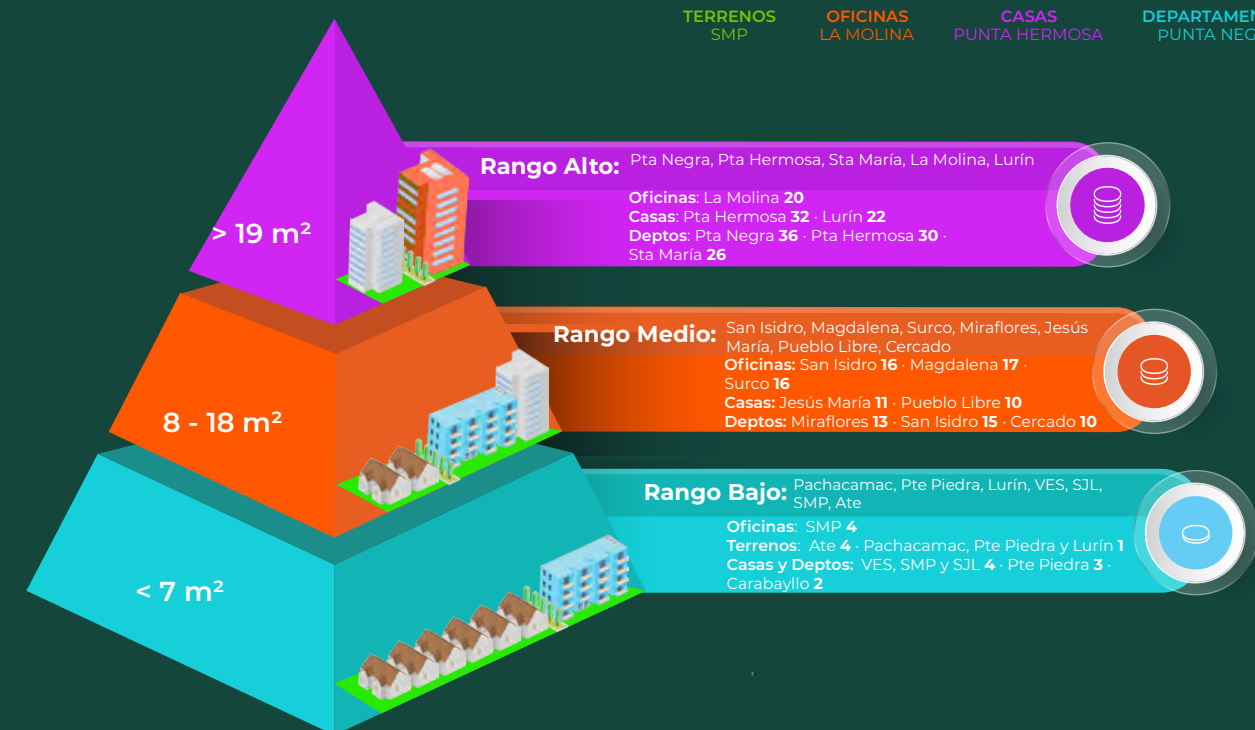 TERRENOS
SMP
OFICINAS
LA MOLINA
CASAS
PUNTA HERMOSA
DEPARTAMEN
PUNTA NEG
> 19 m²
Rango Alto: Pta Negra, Pta Hermosa, Sta María, La Molina, Lurín
Oficinas: La Molina 20
Casas: Pta Hermosa 32 · Lurín 22
Deptos: Pta Negra 36 · Pta Hermosa 30 ·
Sta María 26
8 - 18 m²
Rango Medio: San Isidro, Magdalena, Surco, Miraflores, Jesús
María, Pueblo Libre, Cercado
Oficinas: San Isidro 16 · Magdalena 17 ·
Surco 16
Casas: Jesús María 11 · Pueblo Libre 10
Deptos: Miraflores 13 · San Isidro 15 · Cercado 10
< 7 m²
Rango Bajo: Pachacamac, Pte Piedra, Lurín, VES, SJL,
SMP, Ate
Oficinas: SMP 4
Terrenos: Ate 4 · Pachacamac, Pte Piedra y Lurín 1
Casas y Deptos: VES, SMP y SJL 4 · Pte Piedra 3 ·
Carabayllo 2